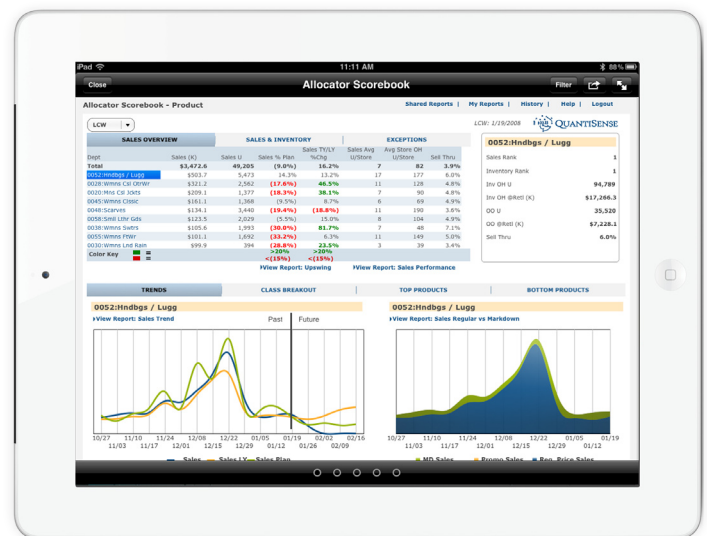 iPad 11:11 AM 88%
Close Allocator Scorebook Filter
Allocator Scorebook - Product Shared Reports | My Reports | History | Help | Logout
LCW LCW: 1/19/2008 QUANTISENSE
SALES OVERVIEW SALES & INVENTORY | EXCEPTIONS
Dept Sales (K) Sales U Sales % Plan Sales TY/LY %Chg Sales Avg U/Store Avg Store OH U/Store Sell Thru
Total $3,472.6 49,205 (9.0%) 16.2% 7 82 3.9%
0052:Hndbgs / Lugg $503.7 5,473 14.3% 13.2% 17 177 6.0%
0028:Wmns Csl OtrWr $321.2 2,562 (17.6%) 46.5% 11 128 4.8%
0020:Mns Csl Jckts $209.1 1,377 (18.3%) 38.1% 7 90 4.8%
0045:Wmns Clssic $161.1 1,368 (9.5%) 8.7% 6 69 4.9%
0048:Scarves $134.1 3,440 (19.4%) (18.8%) 11 190 3.8%
0058:Smll Lthr Gds $123.5 2,029 (5.5%) 15.0% 8 104 4.9%
0038:Wmns Swtrs $105.6 1,993 (30.0%) 81.7% 7 48 7.1%
0055:Wmns FtWr $101.1 1,692 (33.2%) 6.3% 11 149 5.0%
0030:Wmns Lnd Rain $99.9 394 (28.8%) 23.5% 3 39 3.4%
Color Key = >20% >20%
= <(15%) <(15%)
View Report: Upswing View Report: Sales Performance
0052:Hndbgs / Lugg
Sales Rank 1
Inventory Rank 1
Inv OH U 94,789
Inv OH @Retl (K) $17,266.3
OO U 35,520
OO @Retl (K) $7,228.1
Sell Thru 6.0%
TRENDS CLASS BREAKOUT | TOP PRODUCTS | BOTTOM PRODUCTS
0052:Hndbgs / Lugg
View Report: Sales Trend Past Future
10/27 11/10 11/24 12/08 12/22 01/05 01/19 02/02 02/16
11/03 11/17 12/01 12/15 12/29 01/12 01/26 02/09
Sales Sales LY Sales Plan
0052:Hndbgs / Lugg
View Report: Sales Regular vs Markdown
10/27 11/10 11/24 12/08 12/22 01/05 01/19
11/03 11/17 12/01 12/15 12/29 01/12
MD Sales Promo Sales Reg. Price Sales